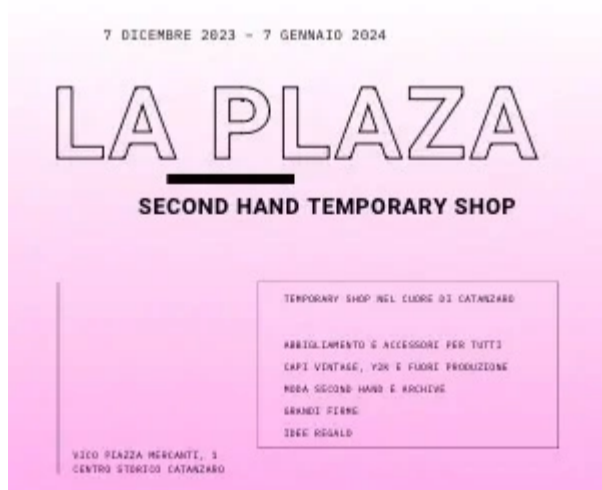 7 DICEMBRE 2023 - 7 GENNAIO 2024
LA PLAZA
SECOND HAND TEMPORARY SHOP
TEMPORARY SHOP NEL CUORE DI CATANZARO
ABBIGLIAMENTO E ACCESSORI PER TUTTI
CAPI VINTAGE, Y2K E FUORI PRODUZIONE
MODA SECOND HAND E ARCHIVE
GRANDI FIRME
IDEE REGALO
VICO PIAZZA MERCANTI,
CENTRO STORICO CATANZARO